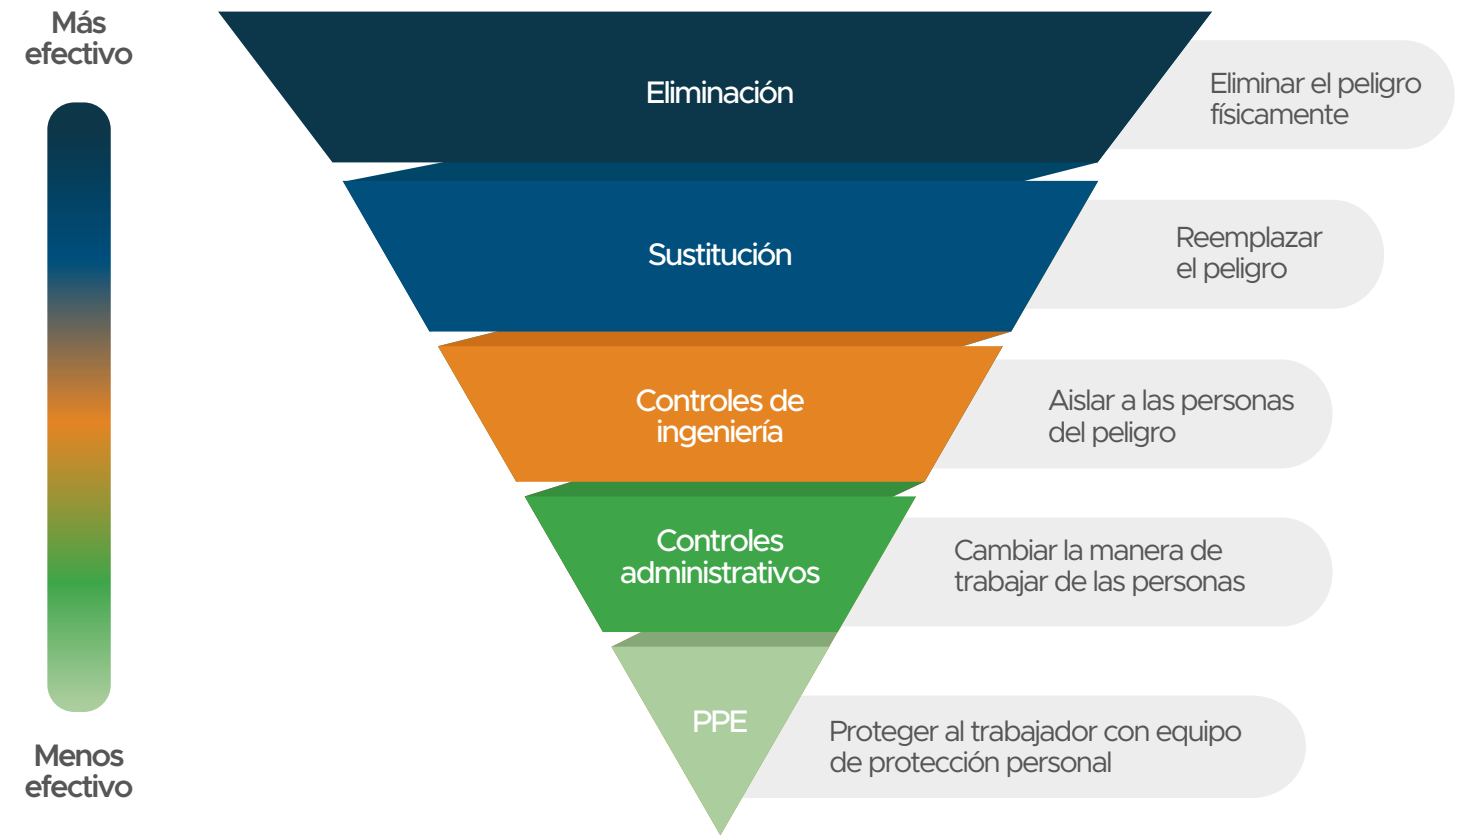 Más
efectivo
Eliminación
Eliminar el peligro
físicamente
Sustitución
Reemplazar
el peligro
Controles de
ingeniería
Aislar a las personas
del peligro
Controles
administrativos
Cambiar la manera de
trabajar de las personas
PPE
Proteger al trabajador con equipo
de protección personal
Menos
efectivo